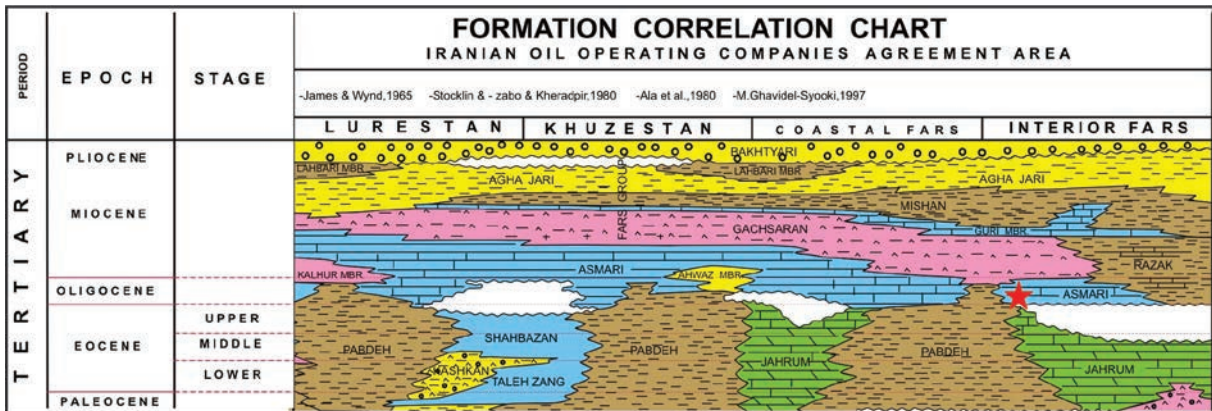 FORMATION CORRELATION CHART
IRANIAN OIL OPERATING COMPANIES AGREEMENT AREA
PERIOD
EPOCH
STAGE
-James & Wynd,1965 -Stocklin & - zabo & Kheradpir,1980 -Ala et al.,1980 -M.Ghavidel-Syooki,1997
LURESTAN KHUZESTAN COASTAL FARS INTERIOR FARS
TERTIARY
PLIOCENE
MIOCENE
OLIGOCENE
EOCENE
PALEOCENE
UPPER
MIDDLE
LOWER
BAKHTYARI
LAHBARI MBR.
LAHBARI MBR.
AGHA JARI
AGHA JARI
FARS GROUP
MISHAN
GACHSARAN
GURI MBR.
RAZAK
KALHUR MBR.
ASMARI
AHWAZ MBR.
ASMARI
SHAHBAZAN
PABDEH
PABDEH
PABDEH
KASHKAN
TALEH ZANG
JAHRUM
JAHRUM